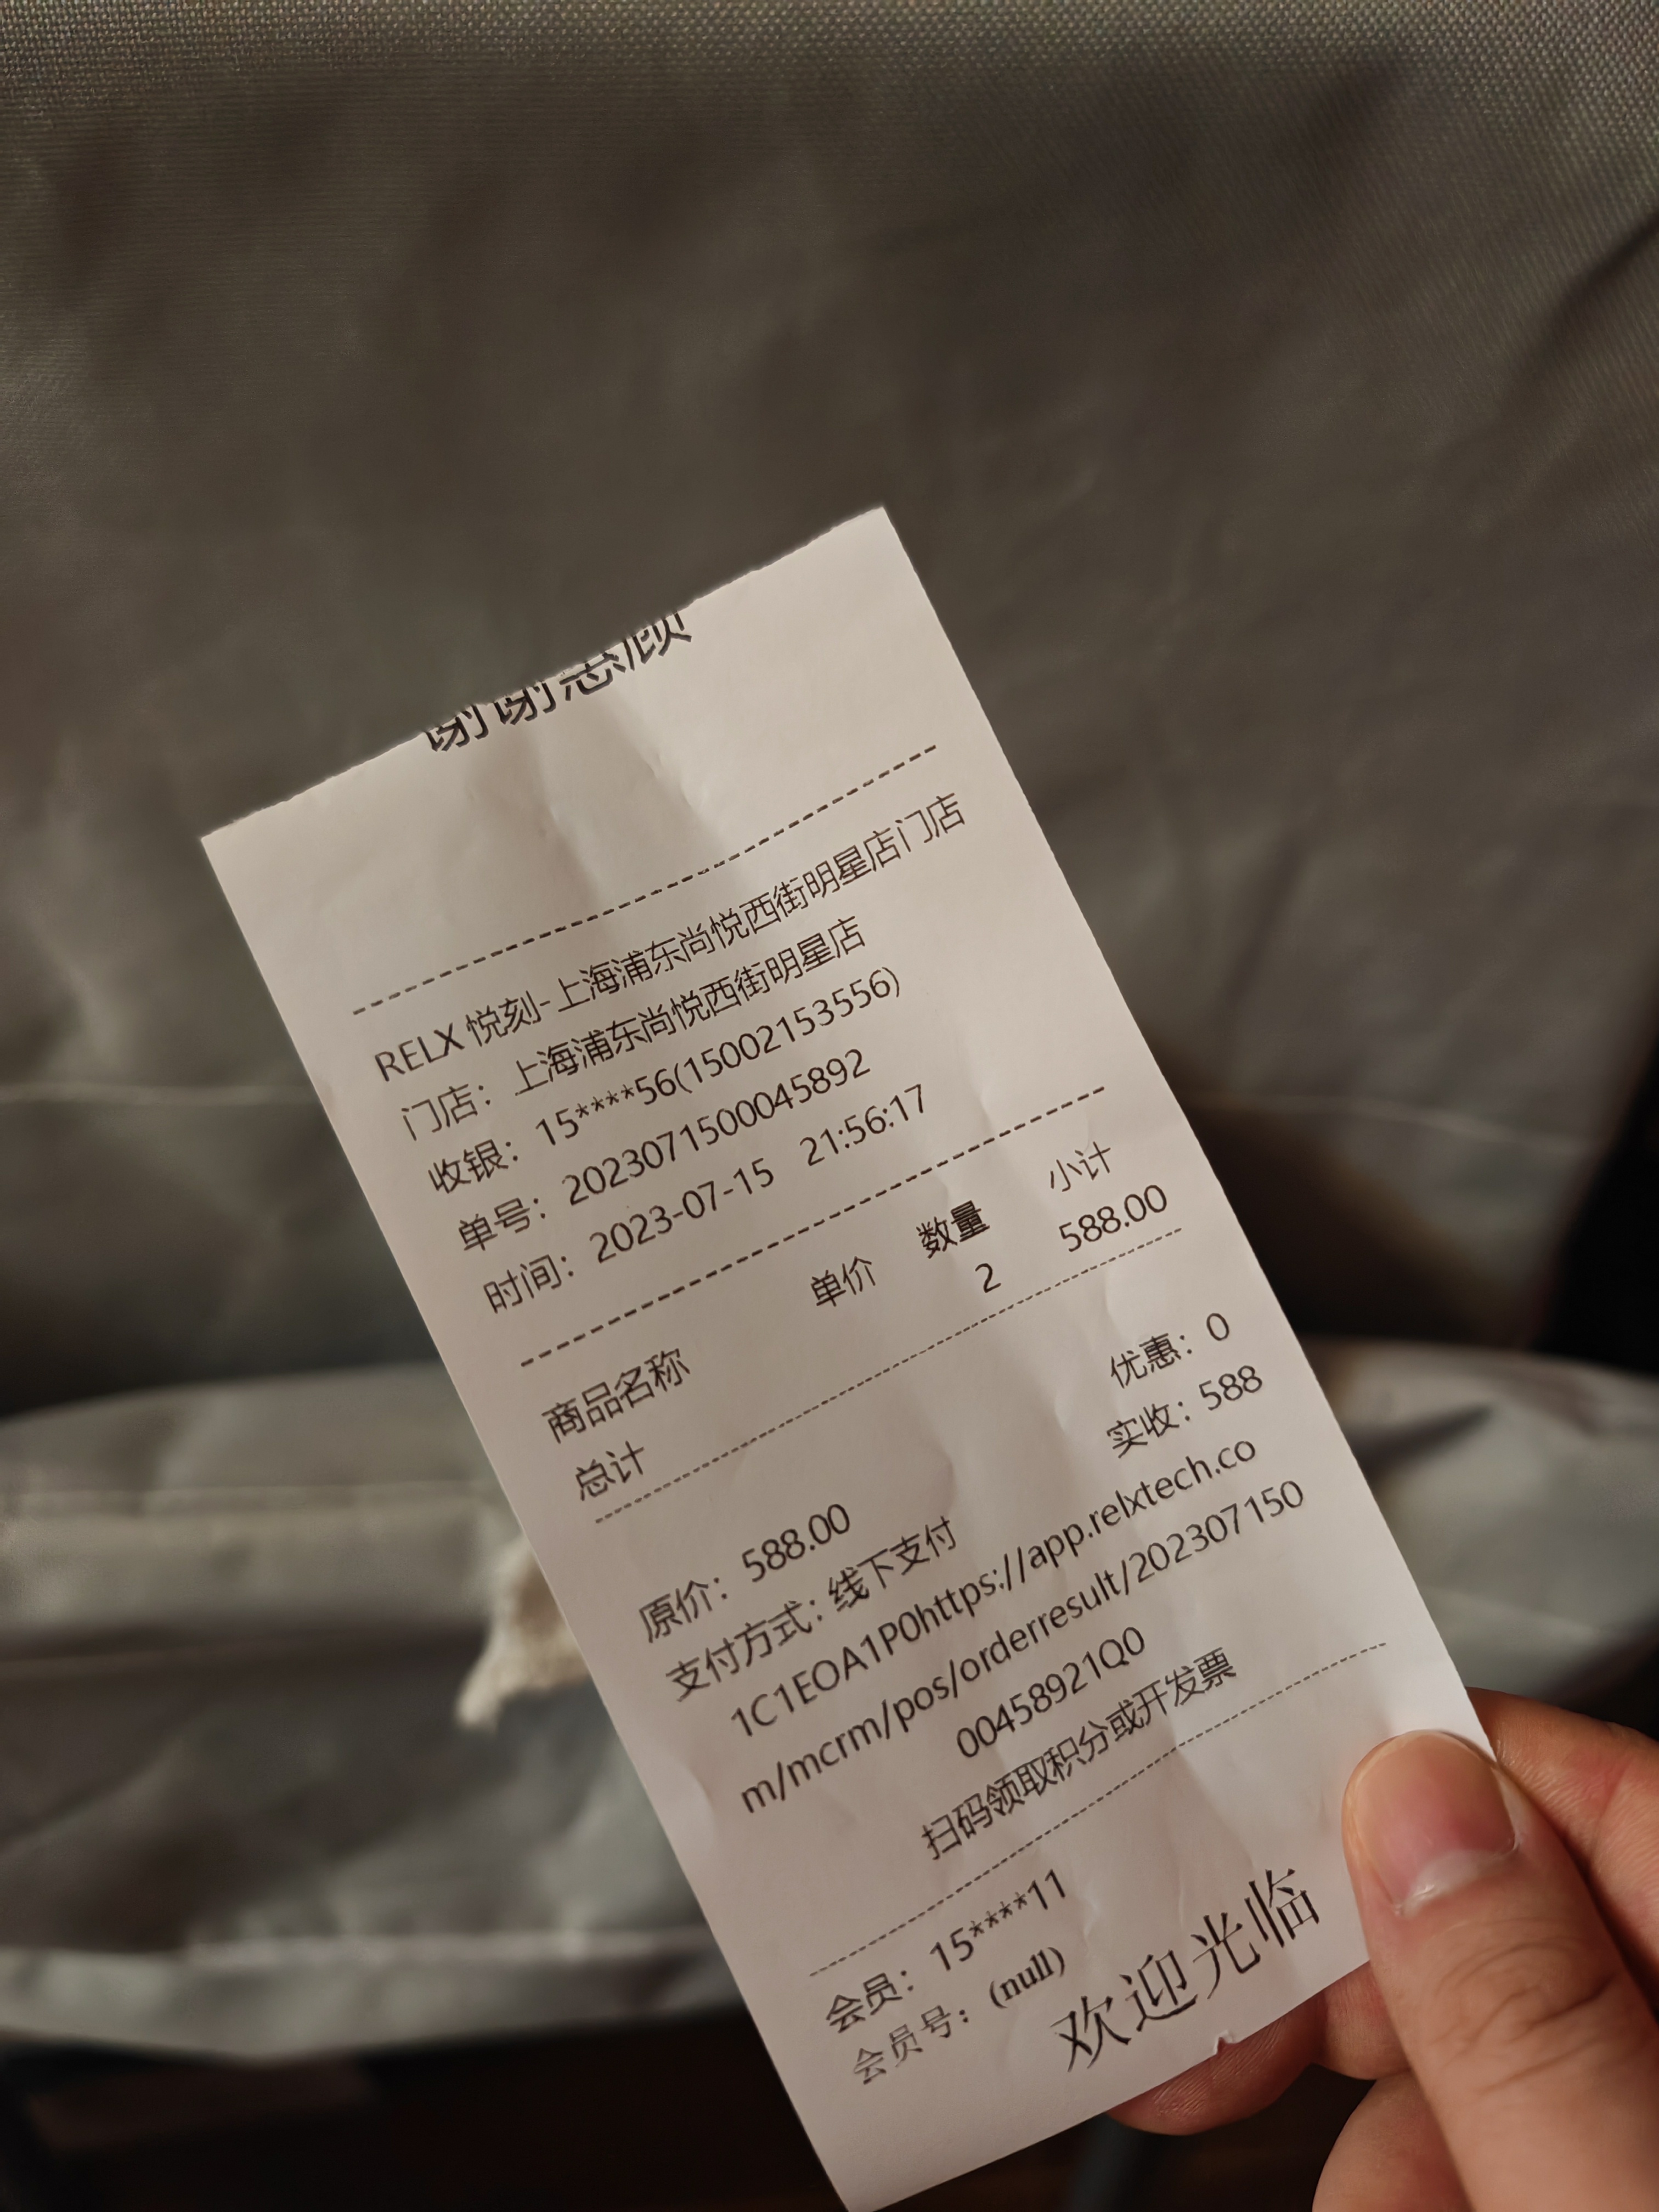 谢谢惠顾
RELX 悦刻-上海浦东尚悦西街明星店门店
门店： 上海浦东尚悦西街明星店
收银： 15****56(15002153556)
单号： 2023071500045892
时间： 2023-07-15 21:56:17
商品名称 单价 数量 小计
总计 2 588.00
原价： 588.00 优惠： 0
支付方式：线下支付 实收：588
1C1EOA1P0https://app.relxtech.co
m/mcrm/pos/orderresult/202307150
00458921Q0
扫码领取积分或开发票
会员： 15****11
会员号： (null)
欢迎光临